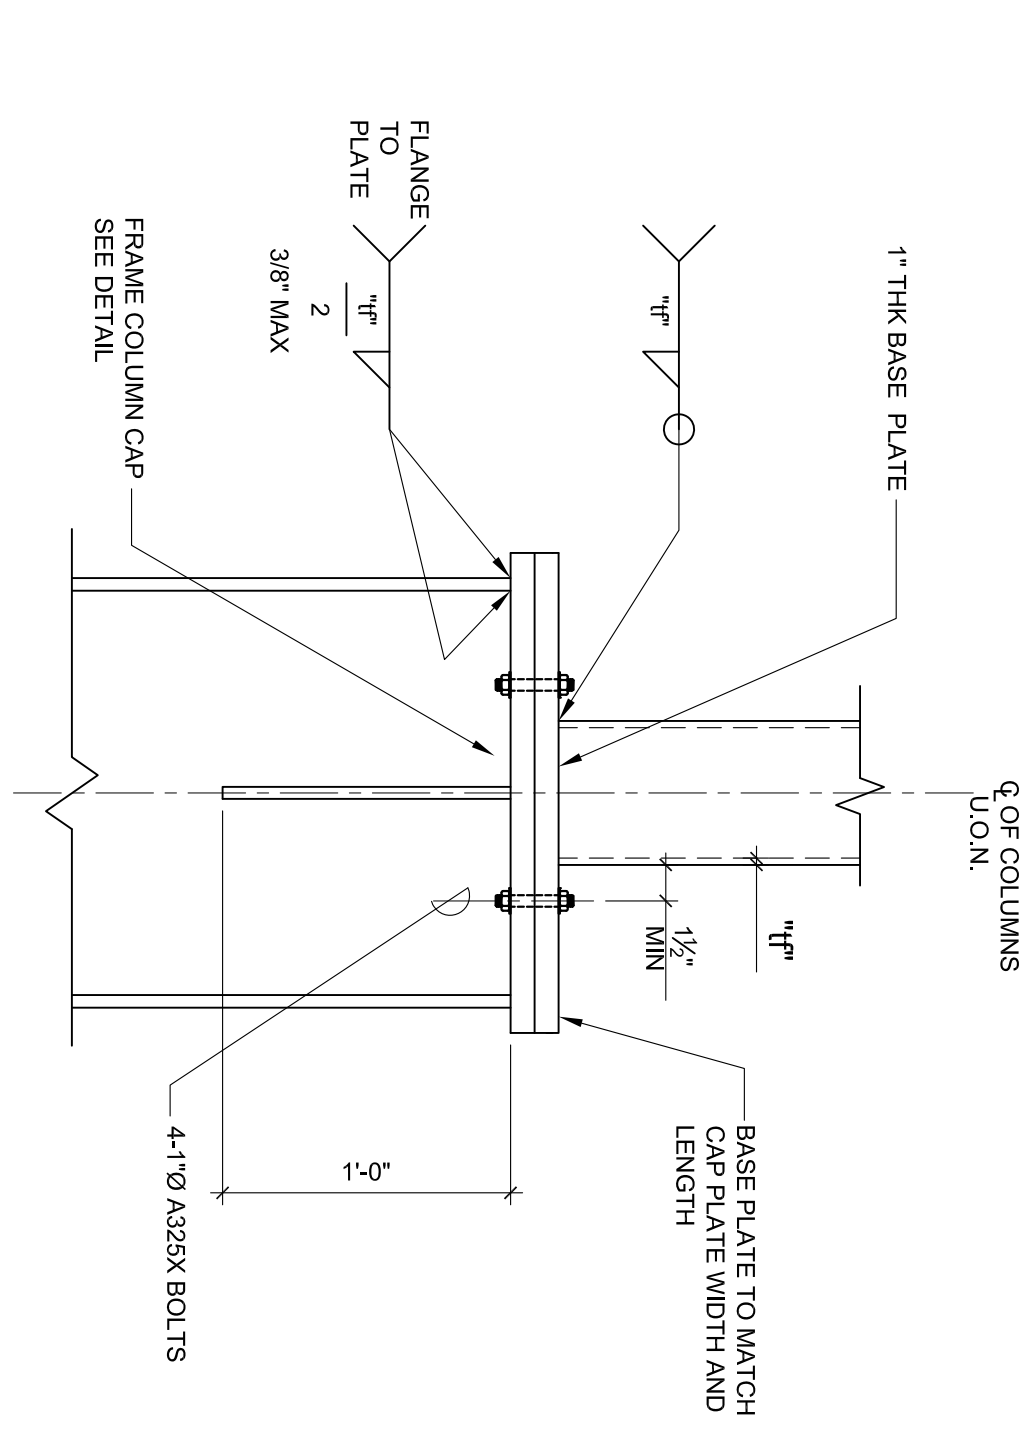 ℄ OF COLUMNS
U.O.N.
1" THK BASE PLATE
"tf"
"tf"
1½"
MIN
BASE PLATE TO MATCH
CAP PLATE WIDTH AND
LENGTH
FLANGE
TO
PLATE
"tf"
2
3/8" MAX
1'-0"
FRAME COLUMN CAP
SEE DETAIL
4-1"Ø A325X BOLTS